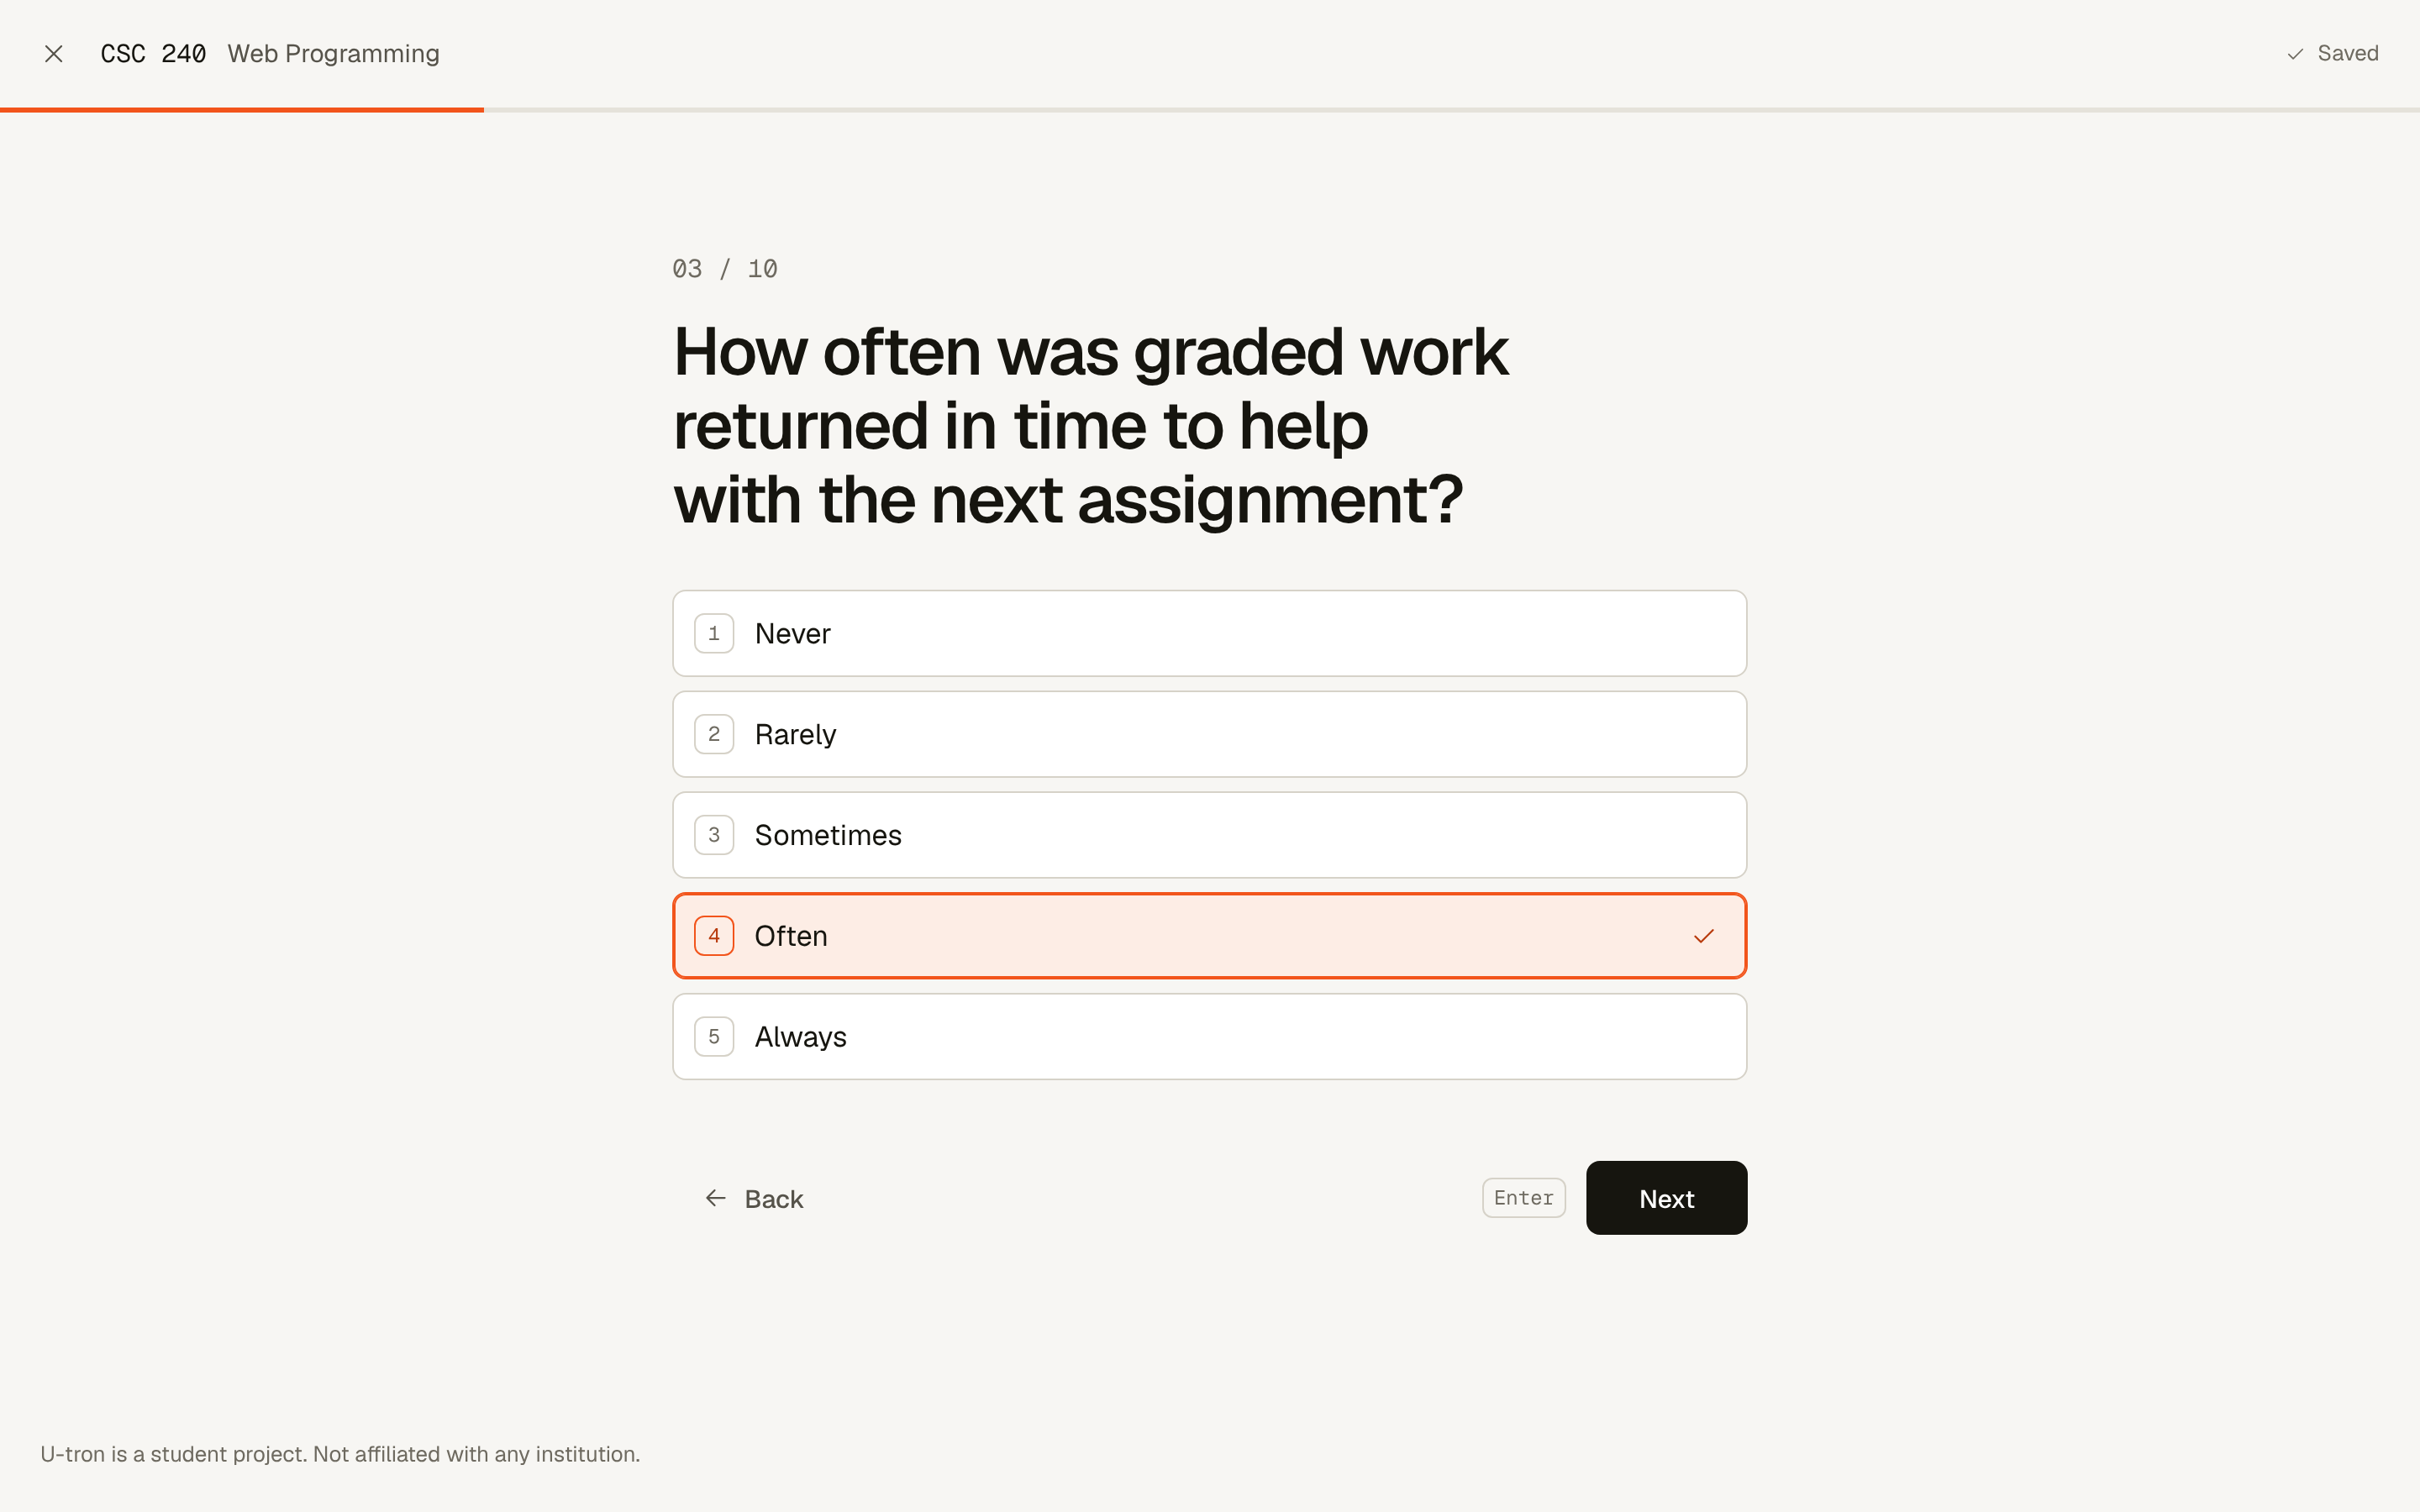 CSC 240 Web Programming
Saved
03 / 10
How often was graded work
returned in time to help
with the next assignment?
1 Never
2 Rarely
3 Sometimes
4 Often
5 Always
Back
Enter
Next
U-tron is a student project. Not affiliated with any institution.